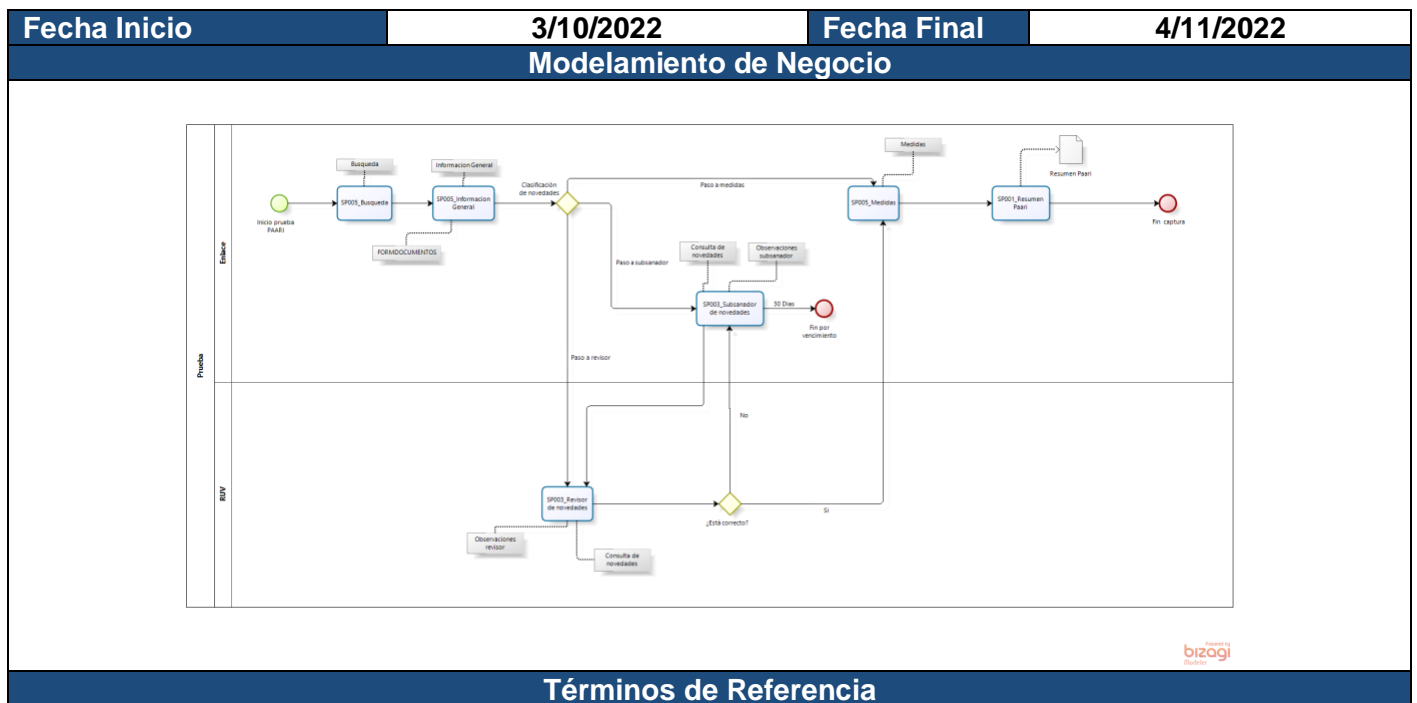 Fecha Inicio 3/10/2022 Fecha Final 4/11/2022
Modelamiento de Negocio
Prueba
Enlace
RUV
Inicio prueba
PAARI
Busqueda
SP005_Busqueda
Informacion General
SP005_Informacion
General
FORMDOCUMENTOS
Clasificación
de novedades
Paso a medidas
Paso a subsanador
Paso a revisor
Consulta de
novedades
Observaciones
subsanador
SP003_Subsanador
de novedades
30 Dias
Fin por
vencimiento
Medidas
SP005_Medidas
SP001_Resumen
Paari
Resumen Paari
Fin captura
No
SP003_Revisor
de novedades
¿Está correcto?
Si
Observaciones
revisor
Consulta de
novedades
Powered by
bizagi
Modeler
Términos de Referencia